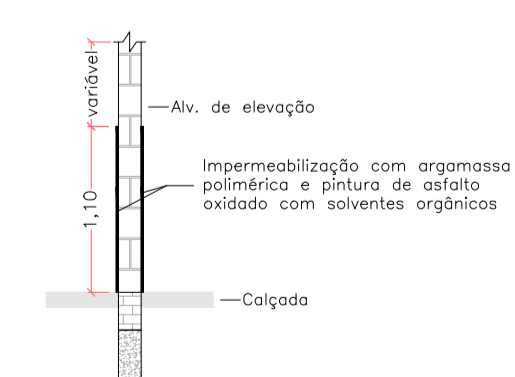 variável
Alv. de elevação
1,10
Impermeabilização com argamassa
polimérica e pintura de asfalto
oxidado com solventes orgânicos
Calçada